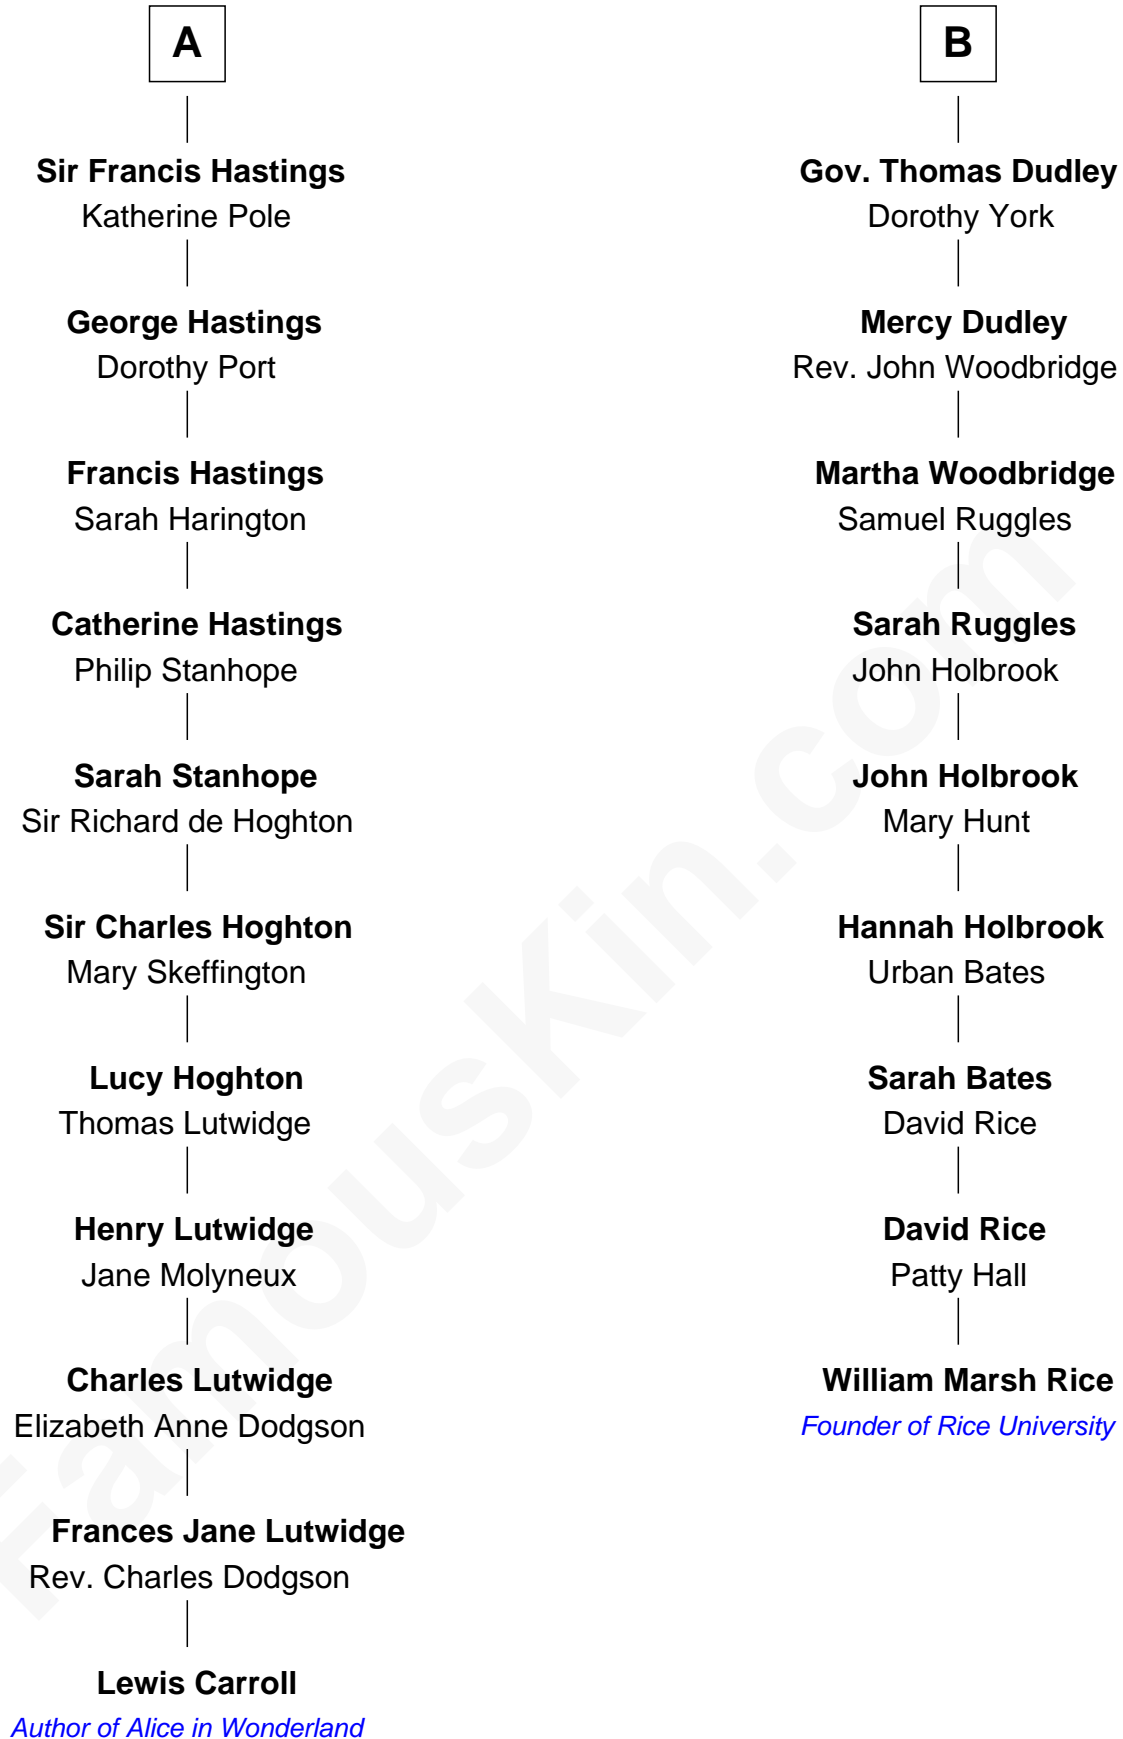 A
Sir Francis Hastings
Katherine Pole
George Hastings
Dorothy Port
Francis Hastings
Sarah Harington
Catherine Hastings
Philip Stanhope
Sarah Stanhope
Sir Richard de Hoghton
Sir Charles Hoghton
Mary Skeffington
Lucy Hoghton
Thomas Lutwidge
Henry Lutwidge
Jane Molyneux
Charles Lutwidge
Elizabeth Anne Dodgson
Frances Jane Lutwidge
Rev. Charles Dodgson
Lewis Carroll
Author of Alice in Wonderland
B
Gov. Thomas Dudley
Dorothy York
Mercy Dudley
Rev. John Woodbridge
Martha Woodbridge
Samuel Ruggles
Sarah Ruggles
John Holbrook
John Holbrook
Mary Hunt
Hannah Holbrook
Urban Bates
Sarah Bates
David Rice
David Rice
Patty Hall
William Marsh Rice
Founder of Rice University
FamousKin.com